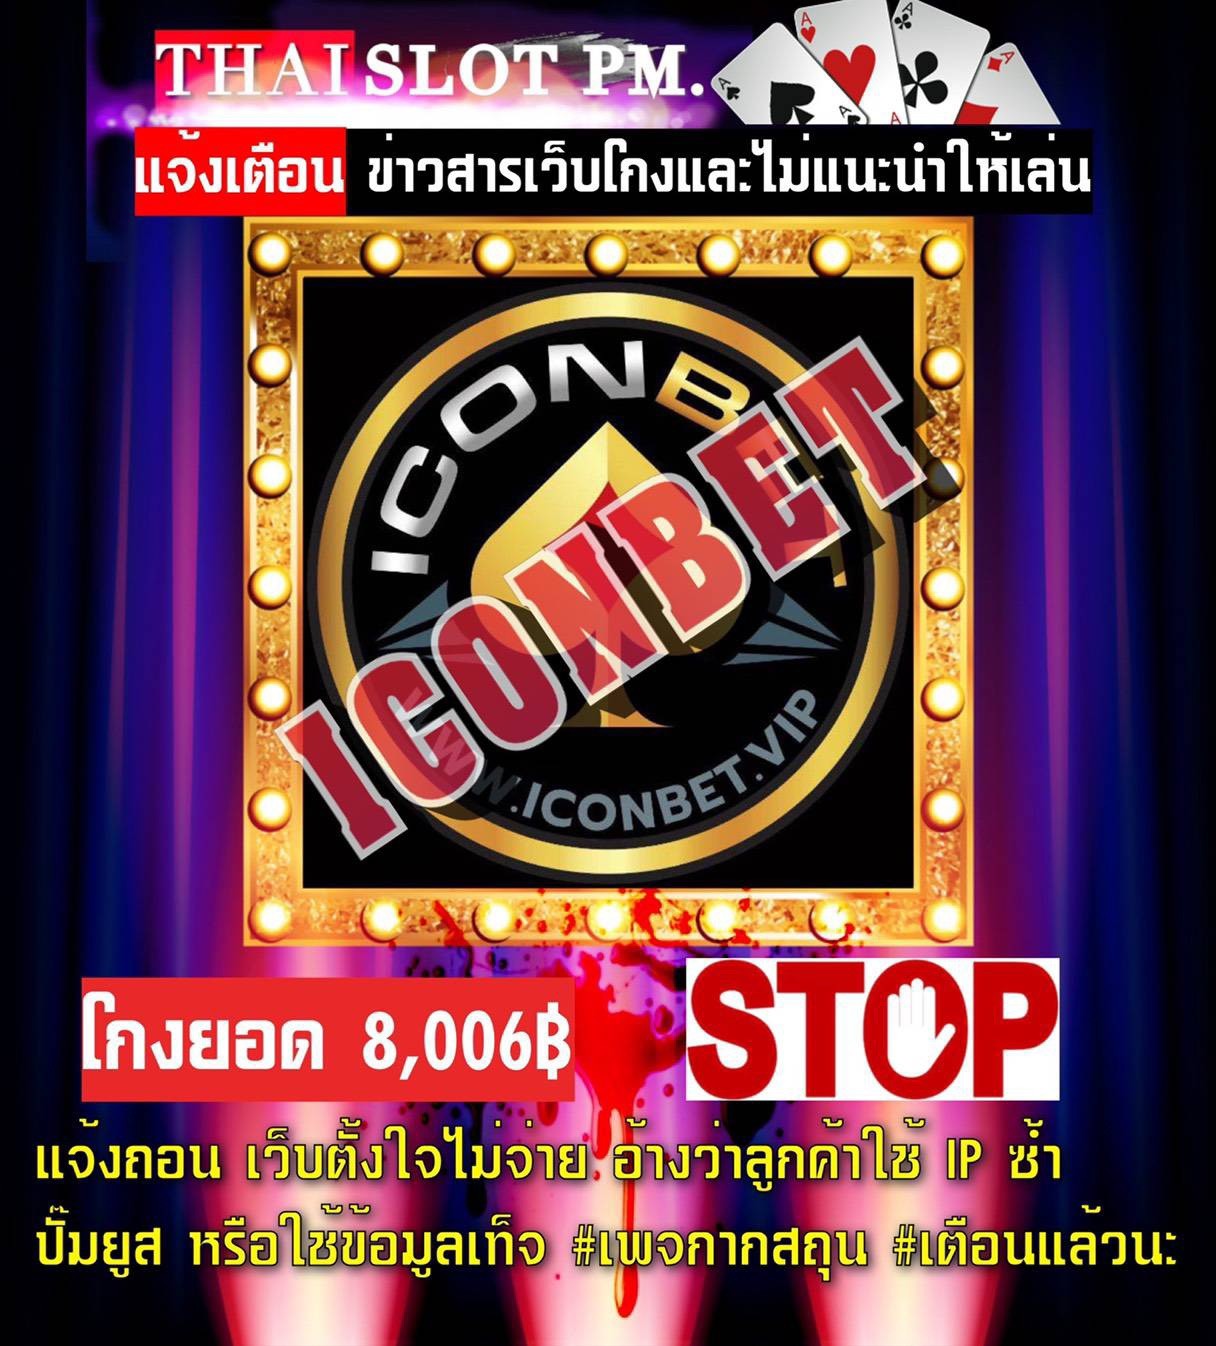 THAI SLOT PM.
แจ้งเตือน ข่าวสารเว็บโกงและไม่แนะนำให้เล่น
ICONB
ICONBET
WWW.ICONBET.VIP
โกงยอด 8,006฿
STOP
แจ้งถอน เว็บตั้งใจไม่จ่าย อ้างว่าลูกค้าใช้ IP ซ้ำ
ปั๊มยูส หรือใช้ข้อมูลเท็จ #เพจกากสถุน #เตือนแล้วนะ